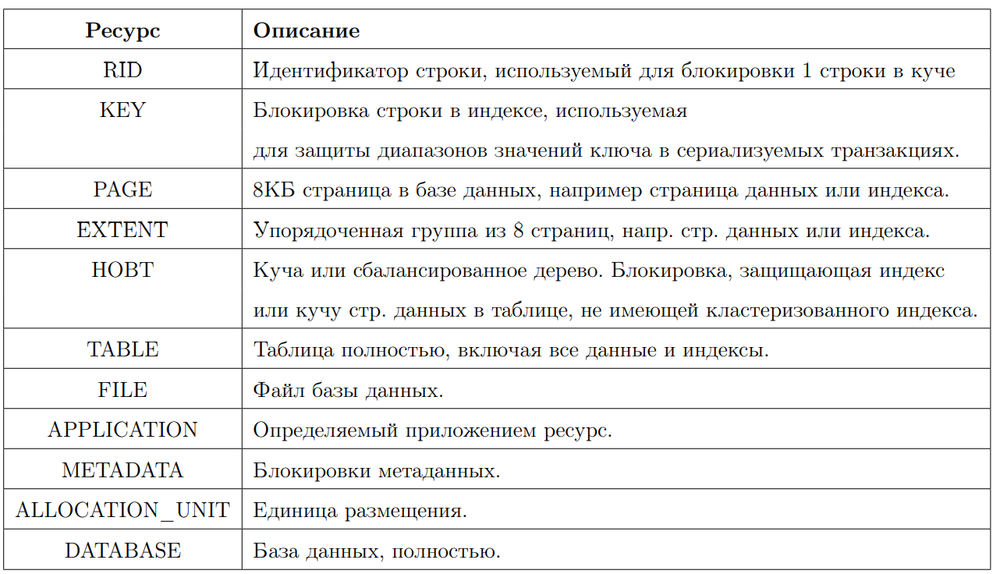 Ресурс Описание
RID Идентификатор строки, используемый для блокировки 1 строки в куче
KEY Блокировка строки в индексе, используемая
для защиты диапазонов значений ключа в сериализуемых транзакциях.
PAGE 8КБ страница в базе данных, например страница данных или индекса.
EXTENT Упорядоченная группа из 8 страниц, напр. стр. данных или индекса.
HOBT Куча или сбалансированное дерево. Блокировка, защищающая индекс
или кучу стр. данных в таблице, не имеющей кластеризованного индекса.
TABLE Таблица полностью, включая все данные и индексы.
FILE Файл базы данных.
APPLICATION Определяемый приложением ресурс.
METADATA Блокировки метаданных.
ALLOCATION_UNIT Единица размещения.
DATABASE База данных, полностью.